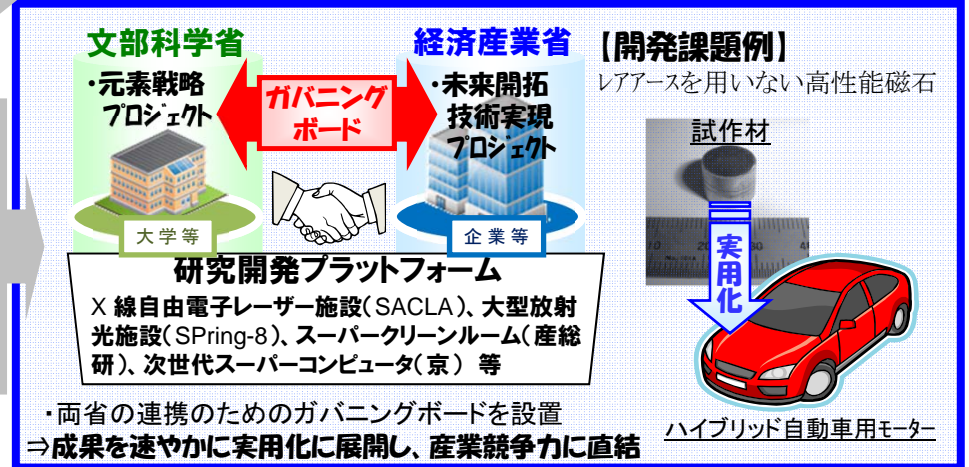 文部科学省
・元素戦略
プロジェクト
大学等
ガバニング
ボード
経済産業省
・未来開拓
技術実現
プロジェクト
企業等
研究開発プラットフォーム
X 線自由電子レーザー施設(SACLA)、大型放射
光施設(SPring-8)、スーパークリーンルーム(産総
研)、次世代スーパーコンピュータ(京) 等
・両省の連携のためのガバニングボードを設置
⇒成果を速やかに実用化に展開し、産業競争力に直結
【開発課題例】
レアアースを用いない高性能磁石
試作材
実用化
ハイブリッド自動車用モーター